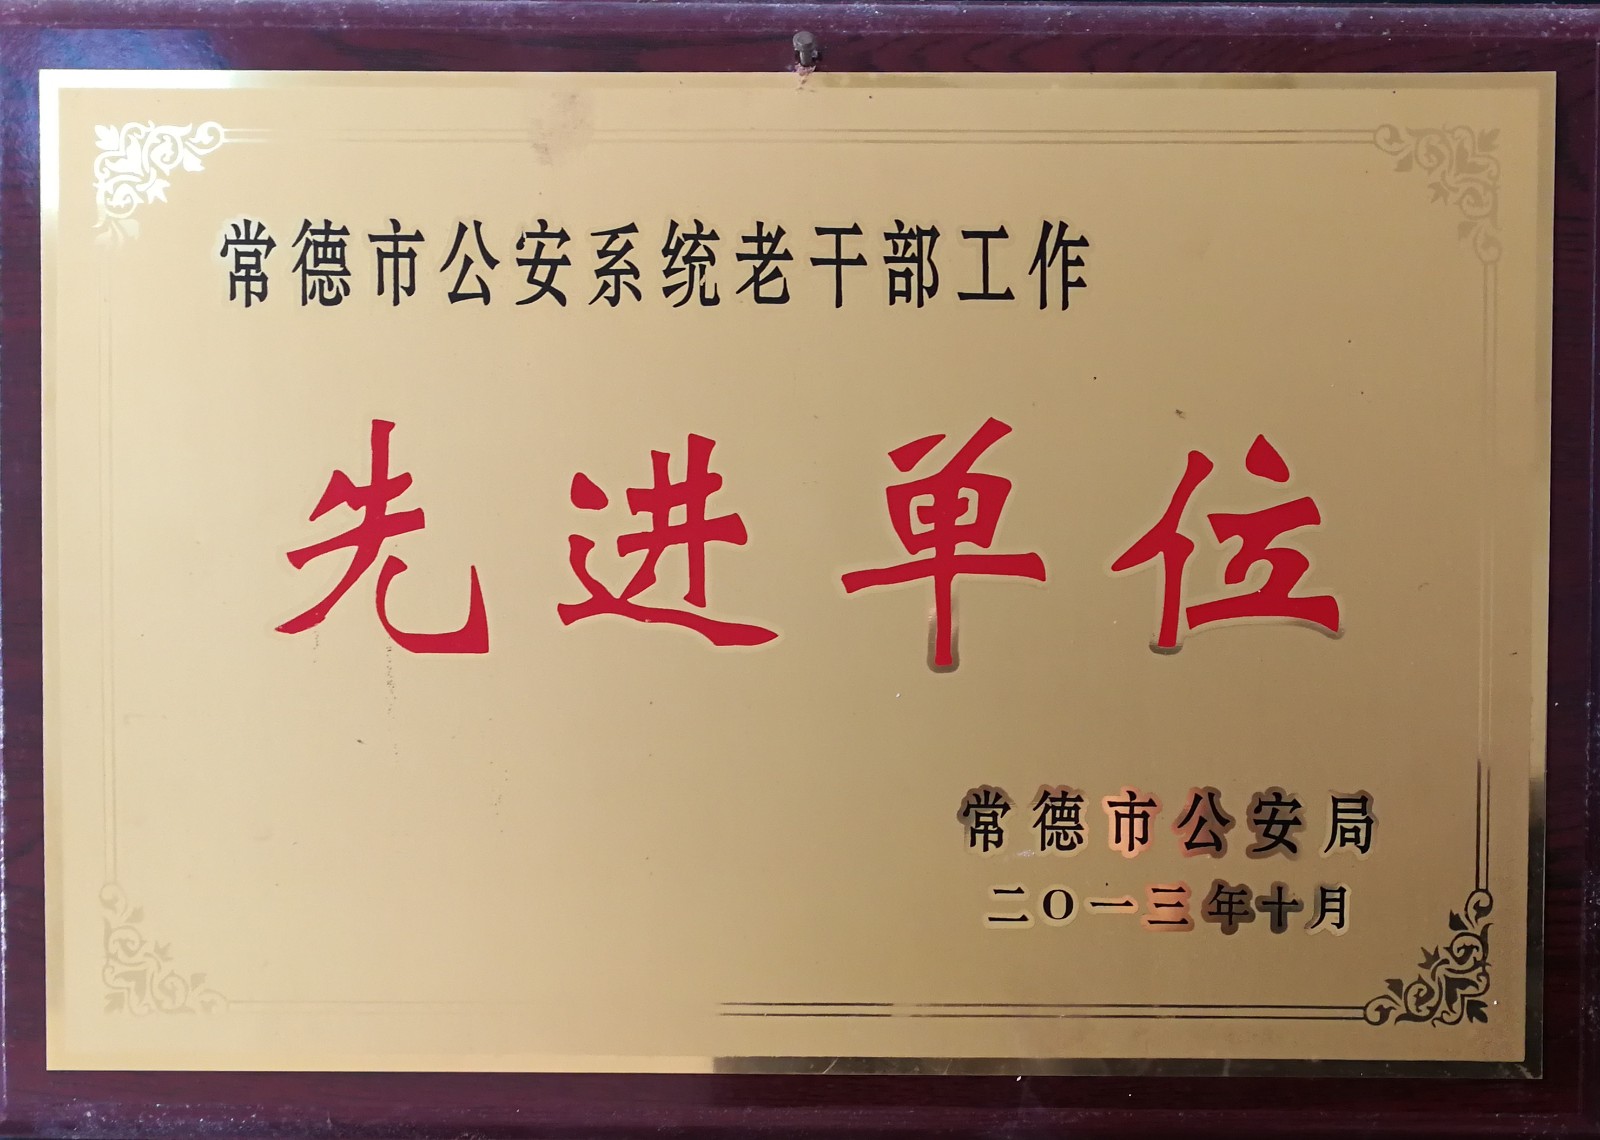 常德市公安系统老干部工作
先进单位
常德市公安局
二〇一三年十月